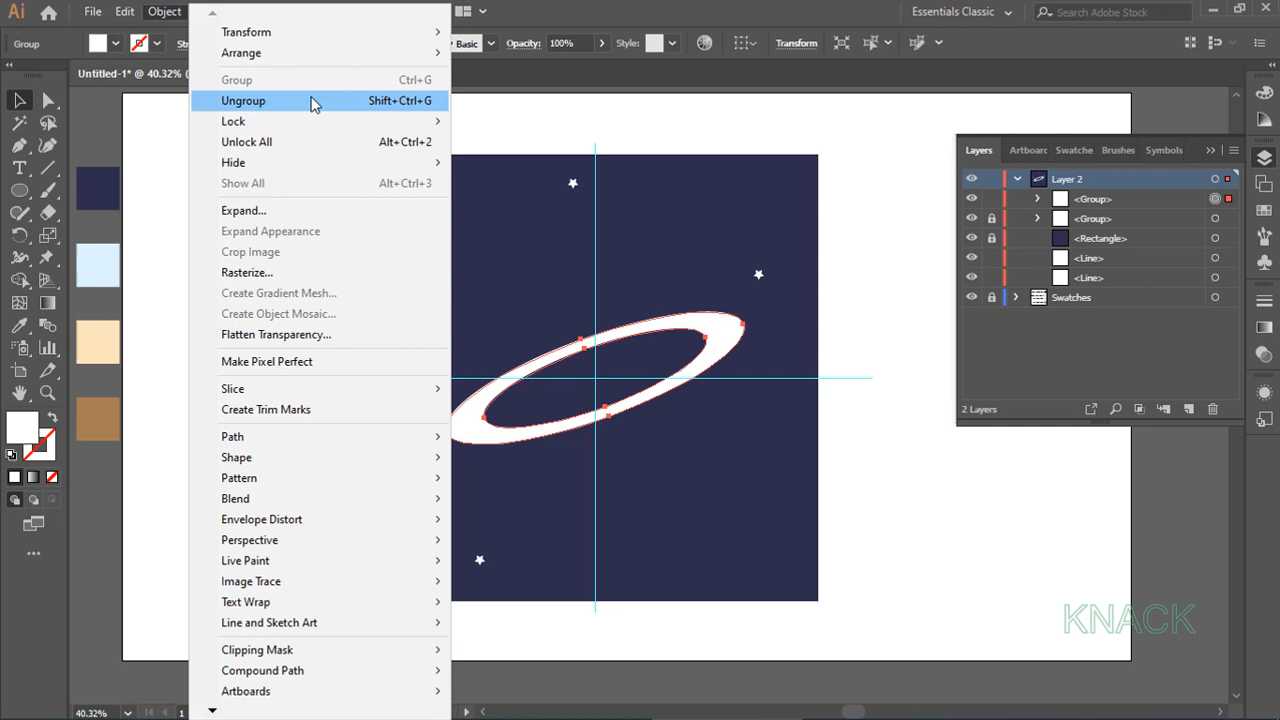 Ai File Edit Object Essentials Classic Search Adobe Stock
Group Basic Opacity: 100% Style: Transform
Untitled-1* @ 40.32%
Transform
Arrange
Group Ctrl+G
Ungroup Shift+Ctrl+G
Lock
Unlock All Alt+Ctrl+2
Hide
Show All Alt+Ctrl+3
Expand...
Expand Appearance
Crop Image
Rasterize...
Create Gradient Mesh...
Create Object Mosaic...
Flatten Transparency...
Make Pixel Perfect
Slice
Create Trim Marks
Path
Shape
Pattern
Blend
Envelope Distort
Perspective
Live Paint
Image Trace
Text Wrap
Line and Sketch Art
Clipping Mask
Compound Path
Artboards
Layers Artboard Swatche Brushes Symbols
Layer 2
<Group>
<Group>
<Rectangle>
<Line>
<Line>
Swatches
2 Layers
KNACK
40.32% 1